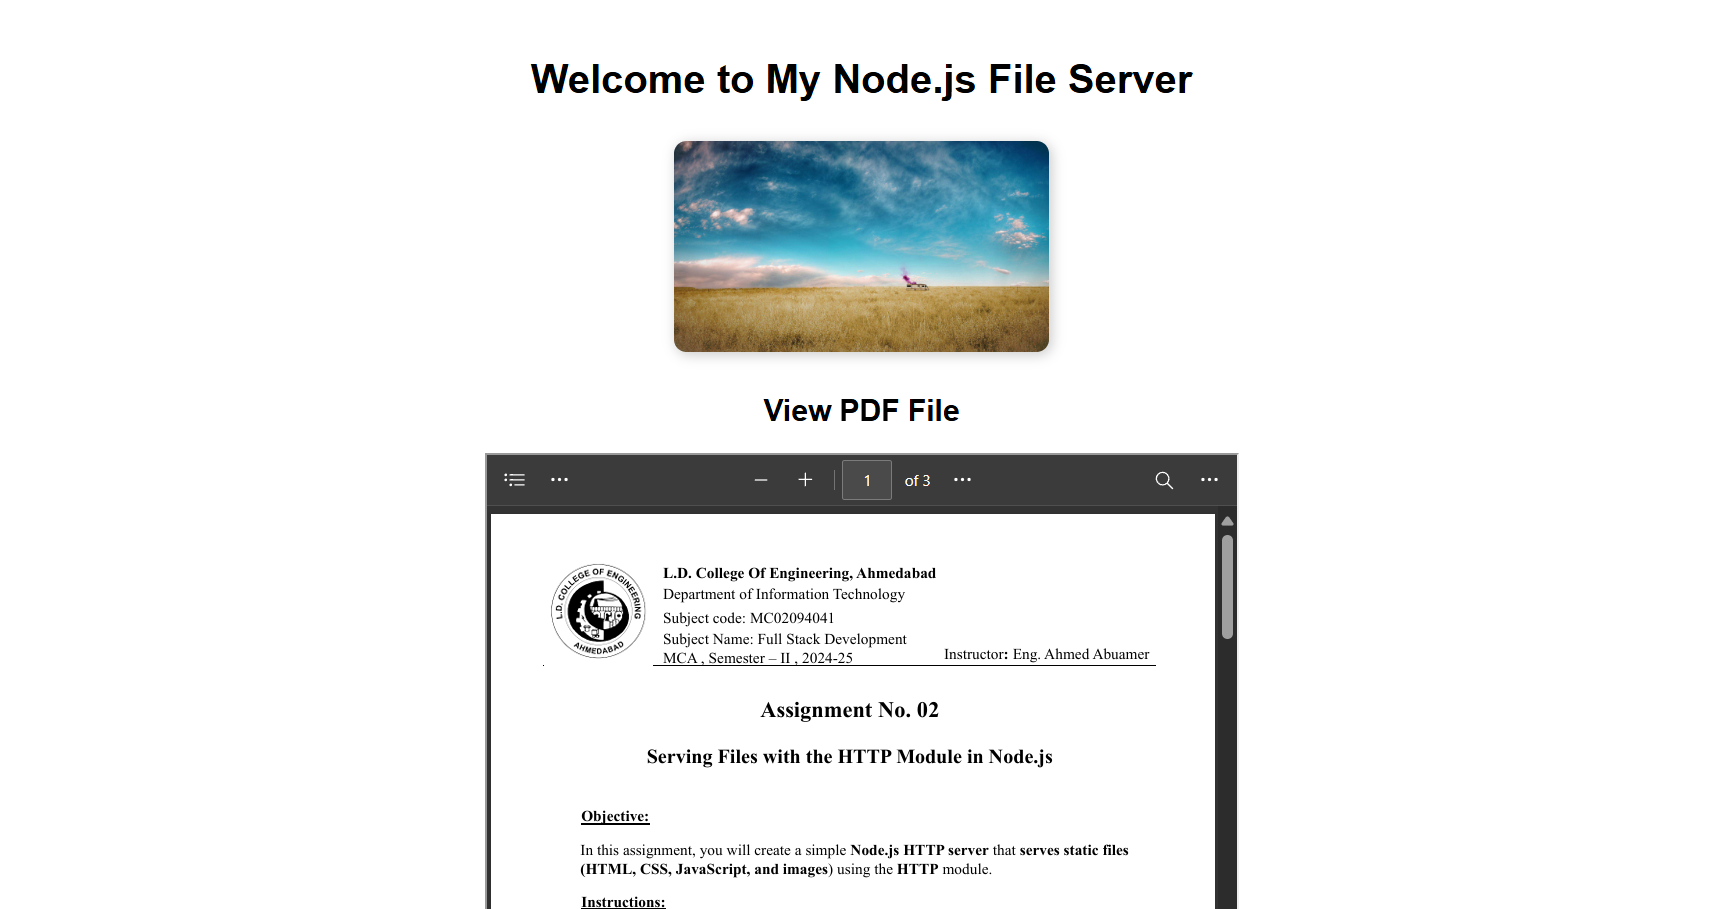 Welcome to My Node.js File Server
View PDF File
1 of 3
L.D. COLLEGE OF ENGINEERING
AHMEDABAD
L.D. College Of Engineering, Ahmedabad
Department of Information Technology
Subject code: MC02094041
Subject Name: Full Stack Development
MCA , Semester – II , 2024-25
Instructor: Eng. Ahmed Abuamer
Assignment No. 02
Serving Files with the HTTP Module in Node.js
Objective:
In this assignment, you will create a simple Node.js HTTP server that serves static files
(HTML, CSS, JavaScript, and images) using the HTTP module.
Instructions: